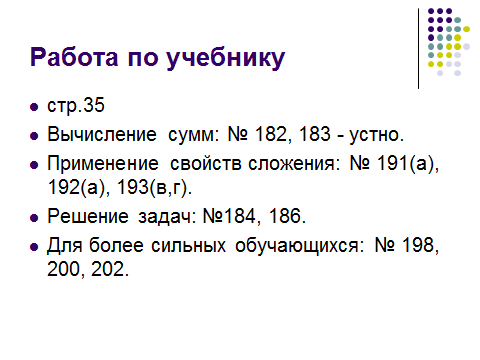 Работа по учебнику
стр.35
Вычисление сумм: № 182, 183 - устно.
Применение свойств сложения: № 191(а),
192(а), 193(в,г).
Решение задач: №184, 186.
Для более сильных обучающихся: № 198,
200, 202.